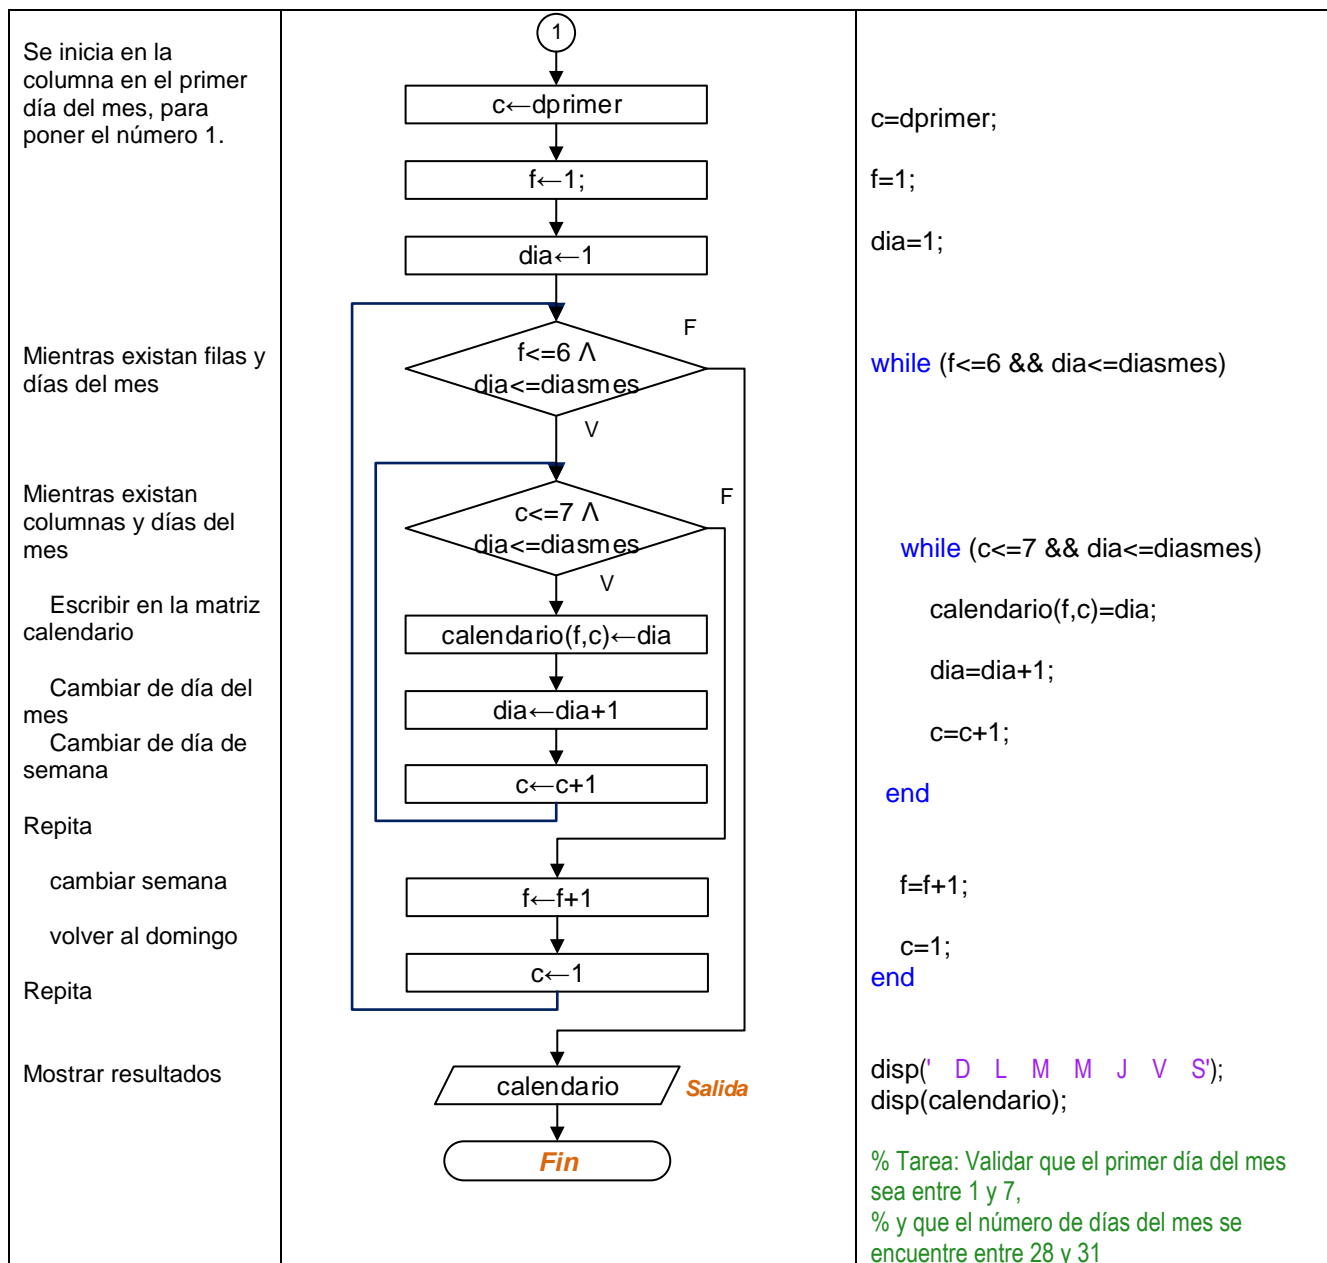 Se inicia en la
columna en el primer
día del mes, para
poner el número 1.
Mientras existan filas y
días del mes
Mientras existan
columnas y días del
mes
Escribir en la matriz
calendario
Cambiar de día del
mes
Cambiar de día de
semana
Repita
cambiar semana
volver al domingo
Repita
Mostrar resultados
1
c←dprimer
f←1;
dia←1
f<=6 Λ
dia<=diasmes
F
V
c<=7 Λ
dia<=diasmes
F
V
calendario(f,c)←dia
dia←dia+1
c←c+1
f←f+1
c←1
calendario
Salida
Fin
c=dprimer;
f=1;
dia=1;
while (f<=6 && dia<=diasmes)
while (c<=7 && dia<=diasmes)
calendario(f,c)=dia;
dia=dia+1;
c=c+1;
end
f=f+1;
c=1;
end
disp('   D   L   M   M   J   V   S');
disp(calendario);
% Tarea: Validar que el primer día del mes
sea entre 1 y 7,
% y que el número de días del mes se
encuentre entre 28 y 31